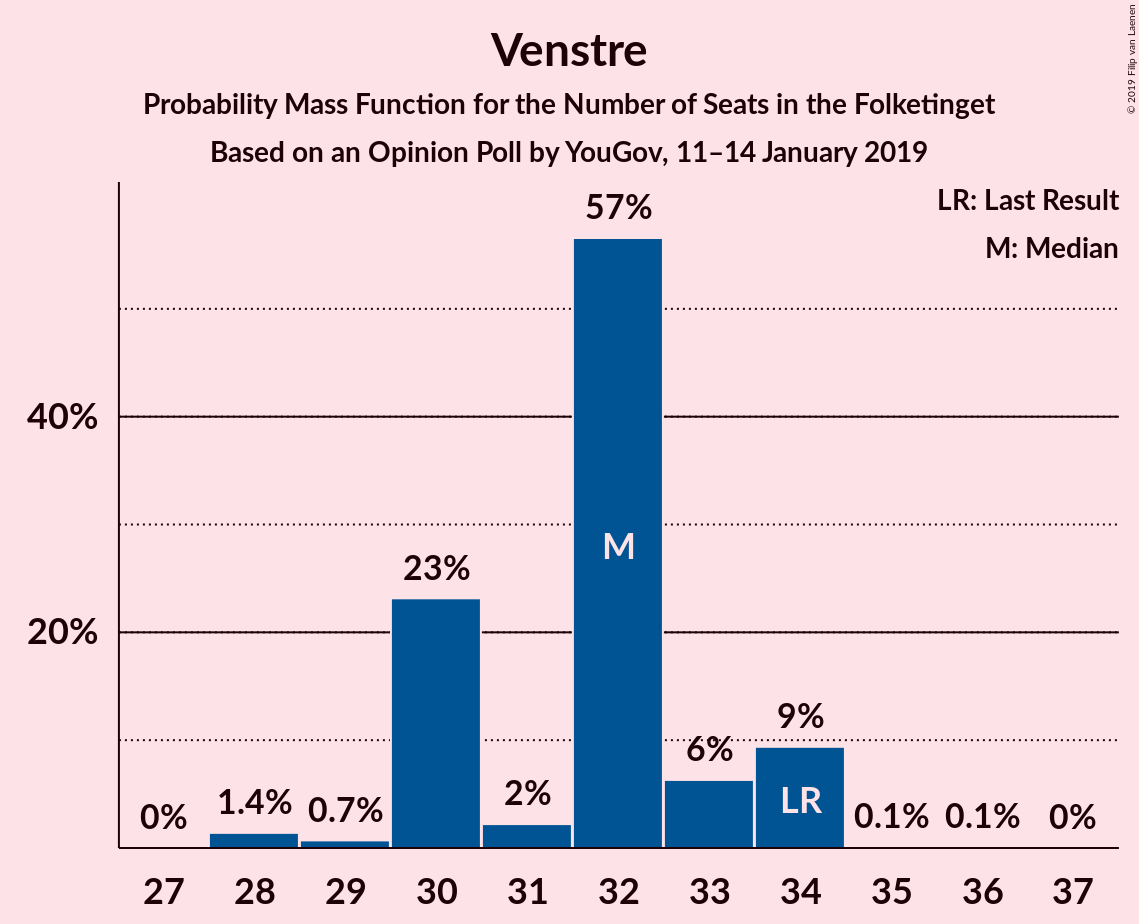 Venstre
Probability Mass Function for the Number of Seats in the Folketinget
Based on an Opinion Poll by YouGov, 11–14 January 2019
© 2019 Filip van Laenen
LR: Last Result
M: Median
57%
40%
M
23%
20%
9%
6%
LR
2%
1.4%
0.7%
0%
0.1%
0.1%
0%
27 28 29 30 31 32 33 34 35 36 37